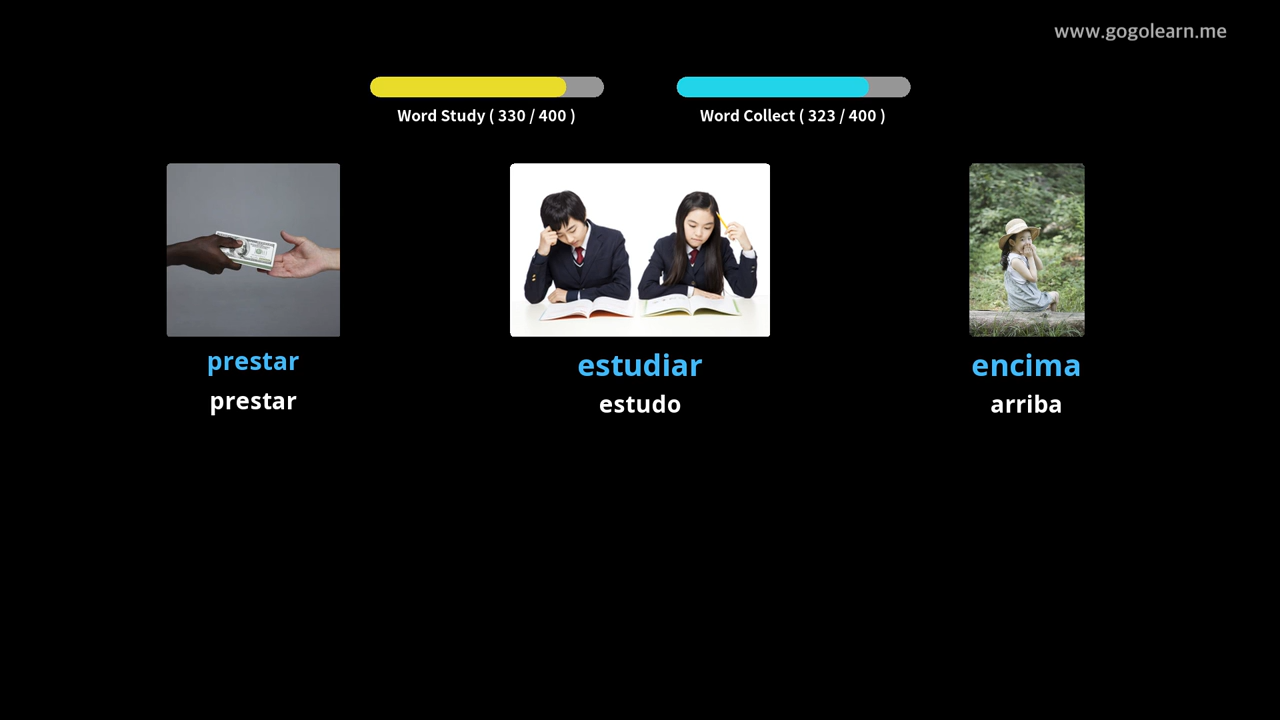 www.gogolearn.me
Word Study ( 330 / 400 )
Word Collect ( 323 / 400 )
prestar
prestar
estudiar
estudo
encima
arriba